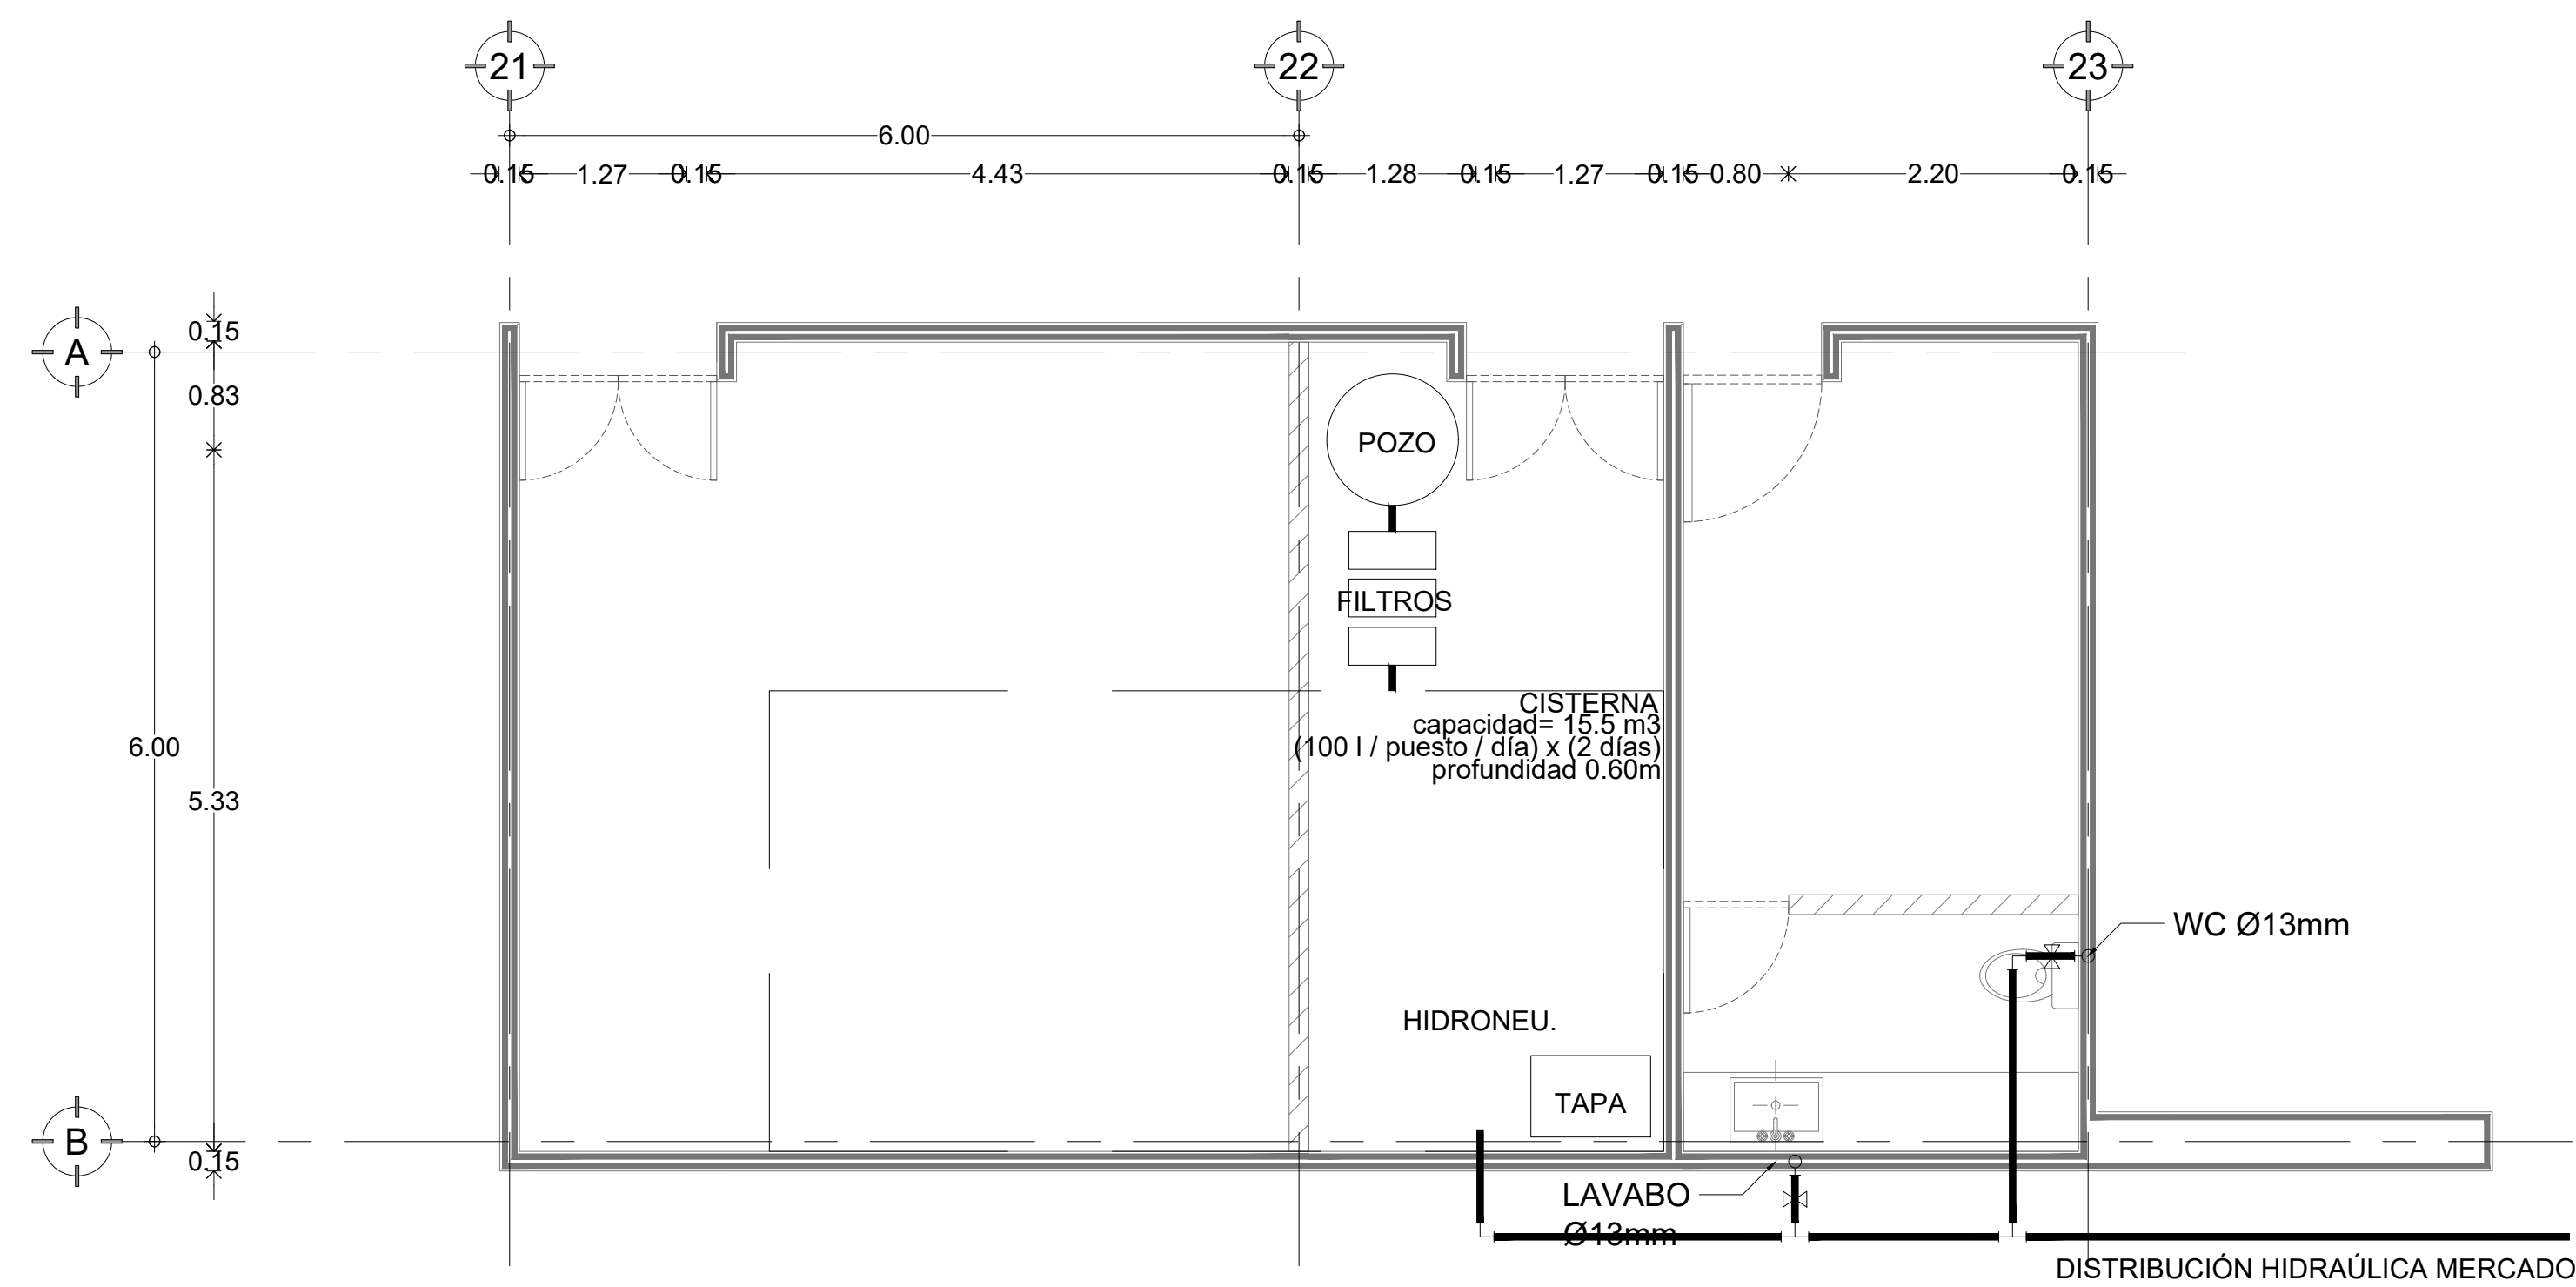 21
22
23
6.00
0.15
1.27
0.15
4.43
0.15
1.28
0.15
1.27
0.15
0.80
2.20
0.15
A
0.15
0.83
6.00
5.33
B
0.15
POZO
FILTROS
CISTERNA
capacidad= 15.5 m3
(100 l / puesto / día) x (2 días)
profundidad 0.60m
WC Ø13mm
HIDRONEU.
TAPA
LAVABO
Ø13mm
DISTRIBUCIÓN HIDRAÚLICA MERCADO